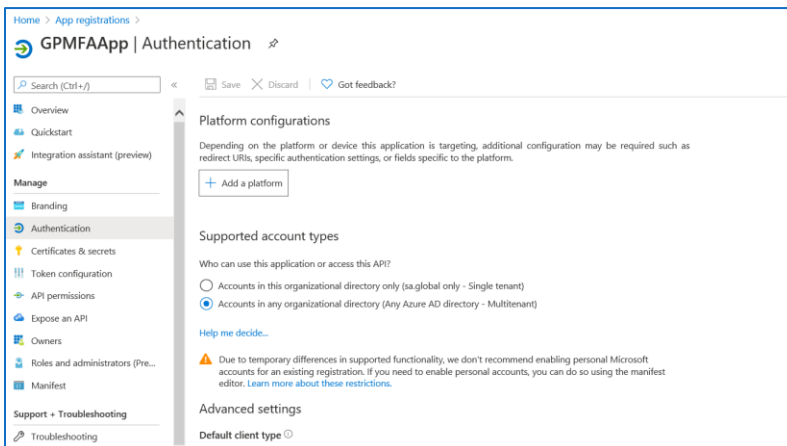 Home > App registrations >
GPMFAApp | Authentication
Search (Ctrl+/)
«
Save
Discard
Got feedback?
Overview
Quickstart
Integration assistant (preview)
Manage
Branding
Authentication
Certificates & secrets
Token configuration
API permissions
Expose an API
Owners
Roles and administrators (Pre...
Manifest
Support + Troubleshooting
Troubleshooting
Platform configurations
Depending on the platform or device this application is targeting, additional configuration may be required such as
redirect URIs, specific authentication settings, or fields specific to the platform.
+ Add a platform
Supported account types
Who can use this application or access this API?
Accounts in this organizational directory only (sa.global only - Single tenant)
Accounts in any organizational directory (Any Azure AD directory - Multitenant)
Help me decide...
Due to temporary differences in supported functionality, we don't recommend enabling personal Microsoft
accounts for an existing registration. If you need to enable personal accounts, you can do so using the manifest
editor. Learn more about these restrictions.
Advanced settings
Default client type